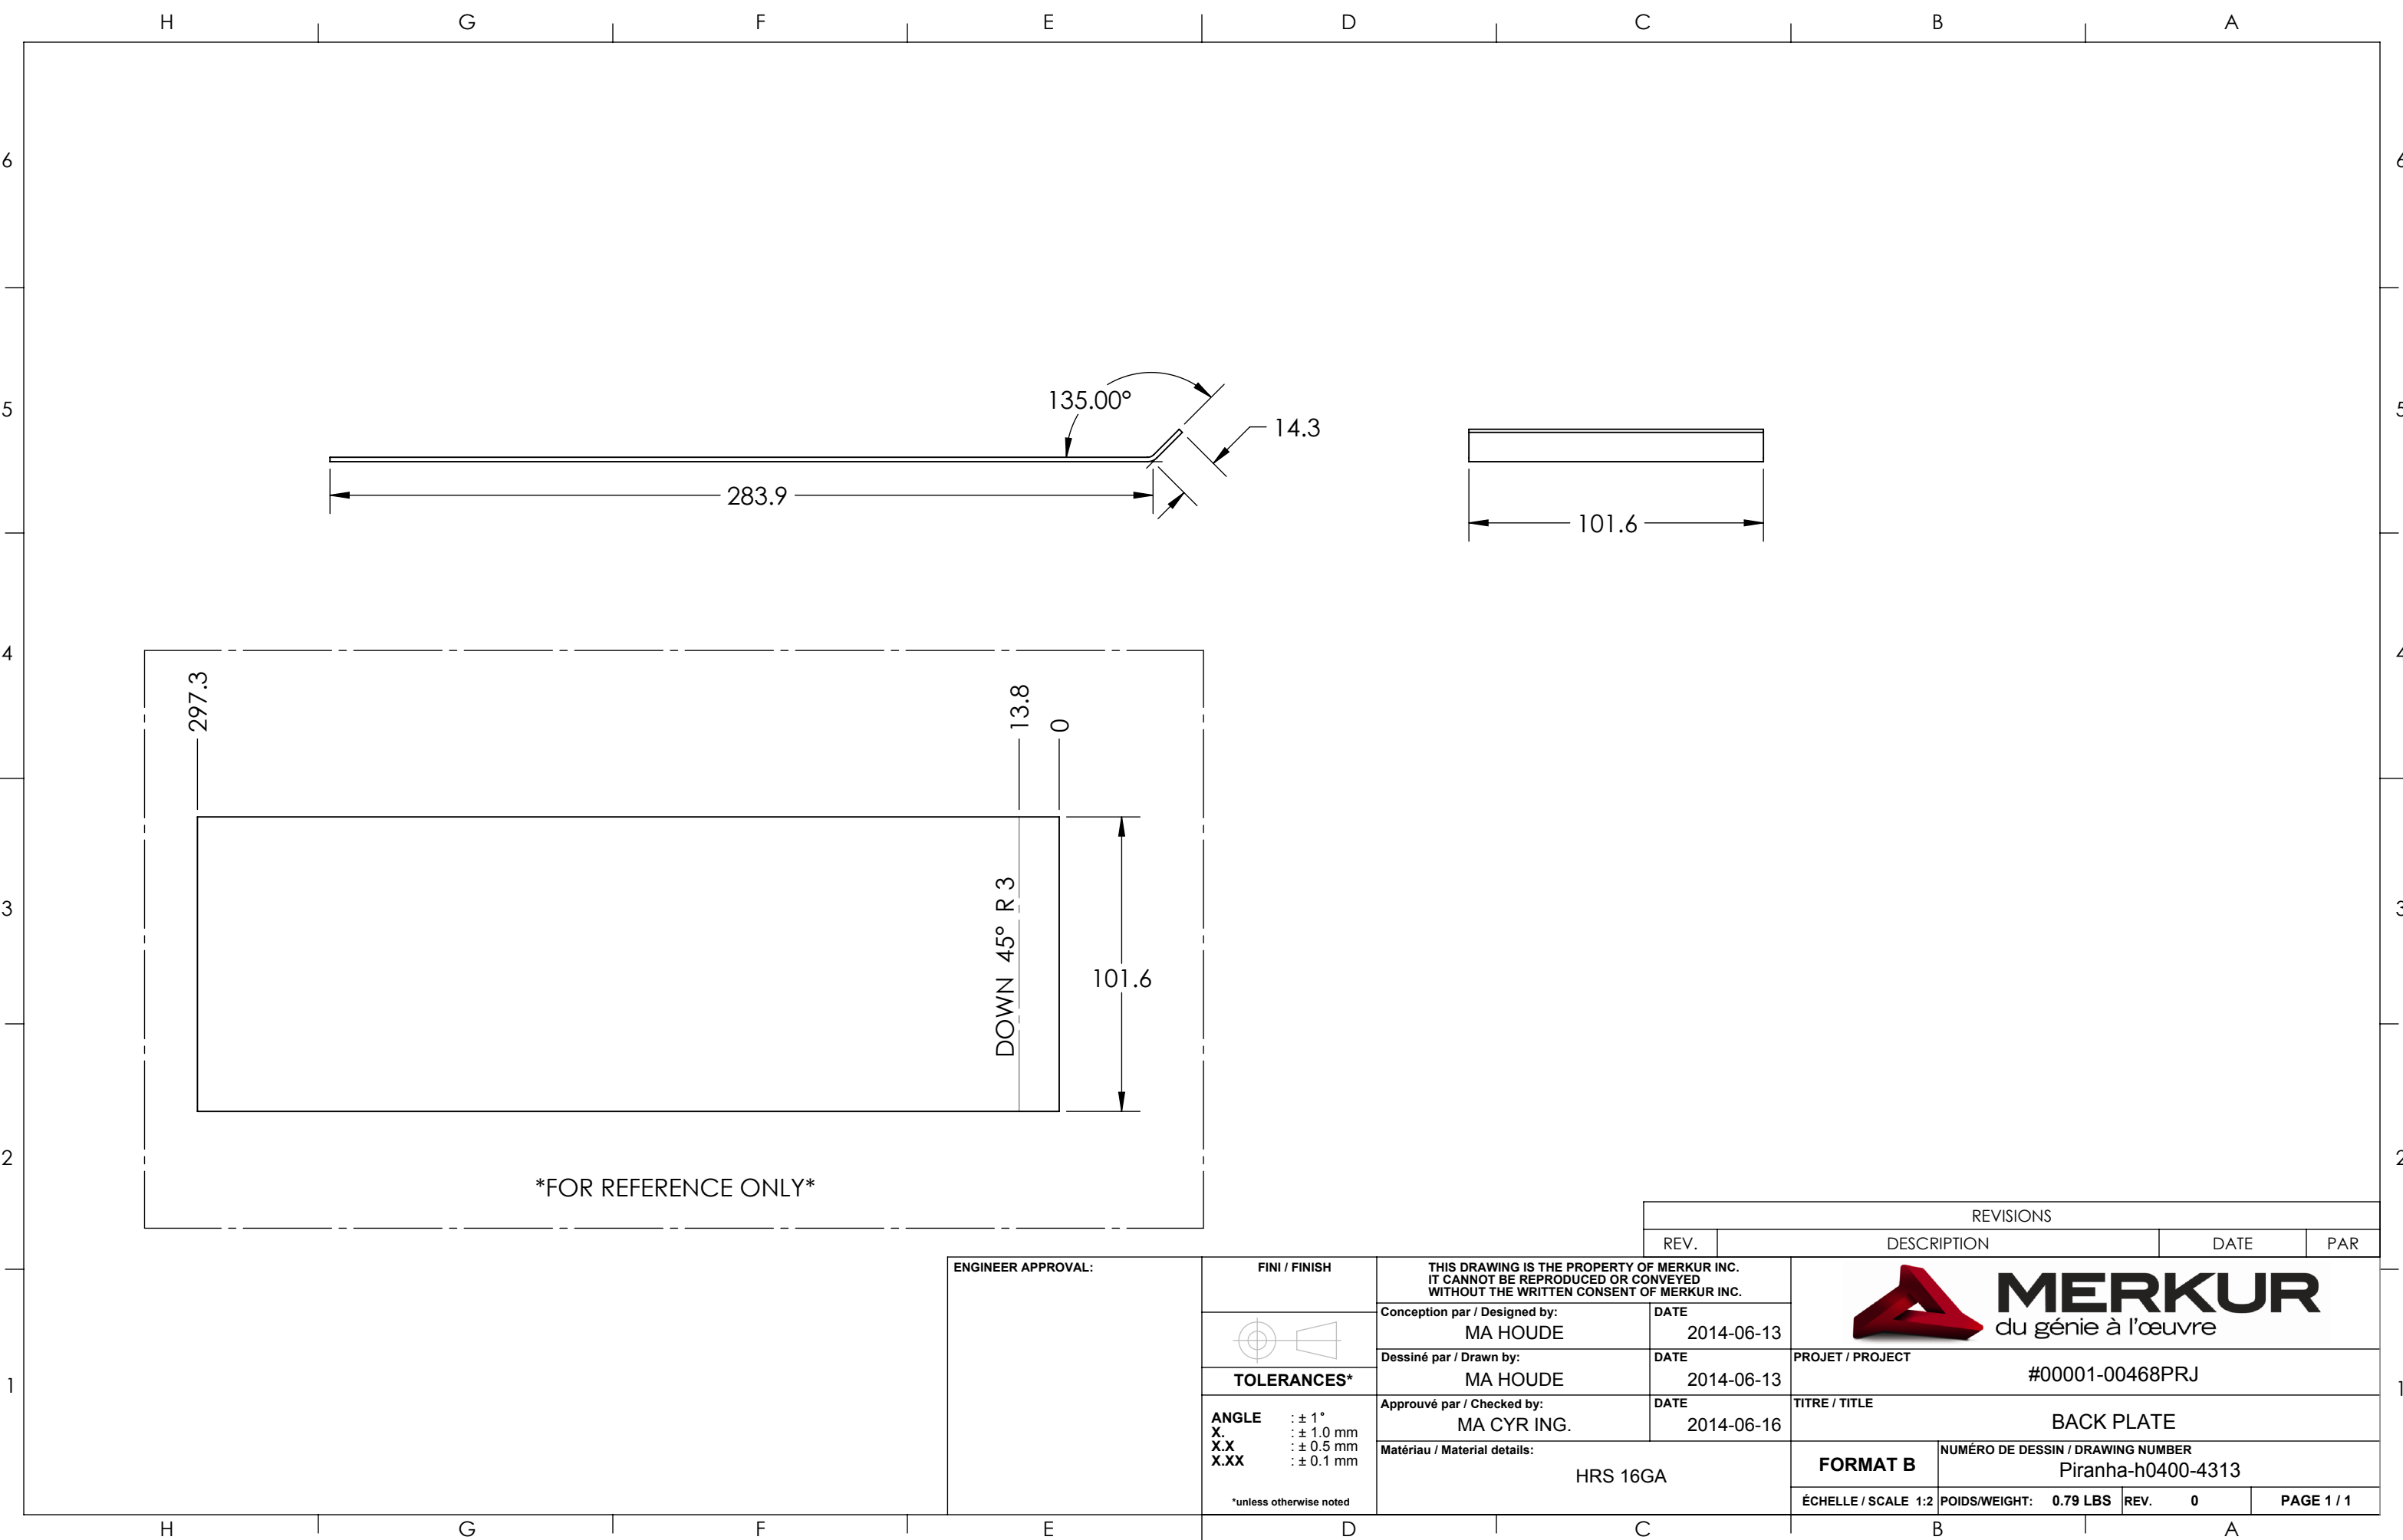 H G F E D C B A
6 6
135.00°
5 5
14.3
283.9
101.6
4 4
297.3
13.8
0
DOWN 45° R 3
3 3
101.6
2 2
*FOR REFERENCE ONLY*
REVISIONS
REV. DESCRIPTION DATE PAR
ENGINEER APPROVAL:
FINI / FINISH
TOLERANCES*
ANGLE : ± 1°
X. : ± 1.0 mm
X.X : ± 0.5 mm
X.XX : ± 0.1 mm
*unless otherwise noted
THIS DRAWING IS THE PROPERTY OF MERKUR INC.
IT CANNOT BE REPRODUCED OR CONVEYED
WITHOUT THE WRITTEN CONSENT OF MERKUR INC.
Conception par / Designed by: DATE
MA HOUDE 2014-06-13
Dessiné par / Drawn by: DATE
MA HOUDE 2014-06-13
Approuvé par / Checked by: DATE
MA CYR ING. 2014-06-16
Matériau / Material details:
HRS 16GA
MERKUR
du génie à l'œuvre
PROJET / PROJECT
#00001-00468PRJ
TITRE / TITLE
BACK PLATE
FORMAT B
NUMÉRO DE DESSIN / DRAWING NUMBER
Piranha-h0400-4313
ÉCHELLE / SCALE 1:2 POIDS/WEIGHT: 0.79 LBS REV. 0 PAGE 1 / 1
1 1
H G F E D C B A